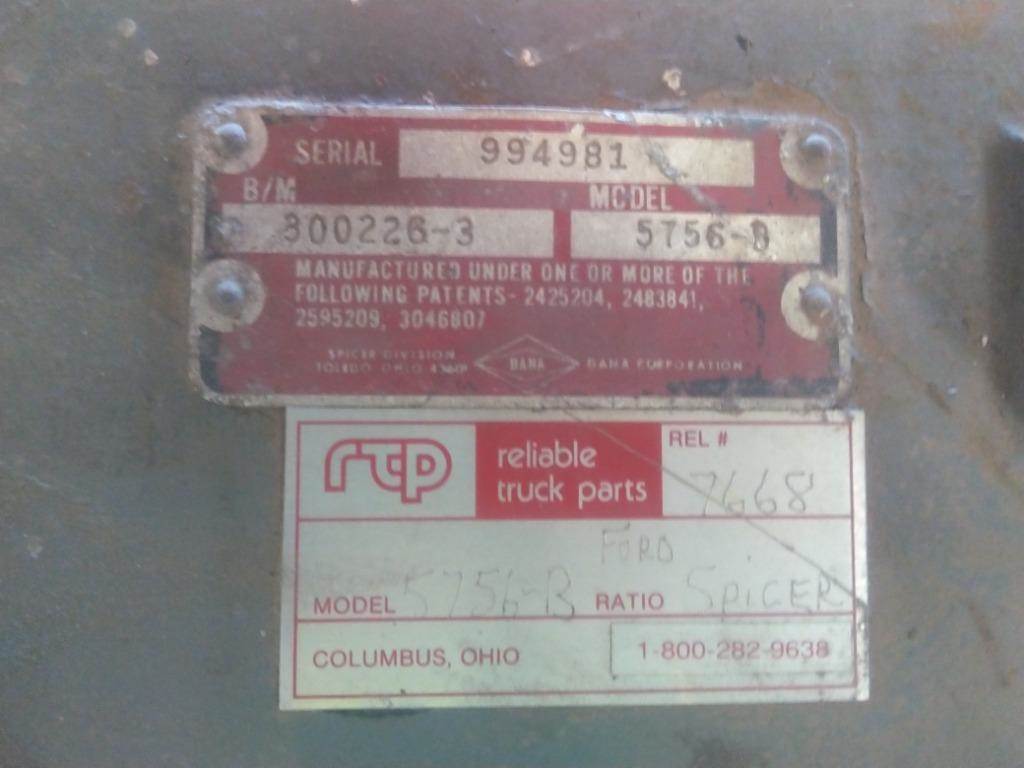 SERIAL 994981
B/M MODEL
300226-3 5756-B
MANUFACTURED UNDER ONE OR MORE OF THE
FOLLOWING PATENTS- 2425204, 2483841,
2595209, 3046807
SPICER DIVISION
TOLEDO OHIO
DANA
DANA CORPORATION
rtp
reliable
truck parts
REL #
7668
FORD
MODEL 5756-B RATIO SPICER
COLUMBUS, OHIO 1-800-282-9638